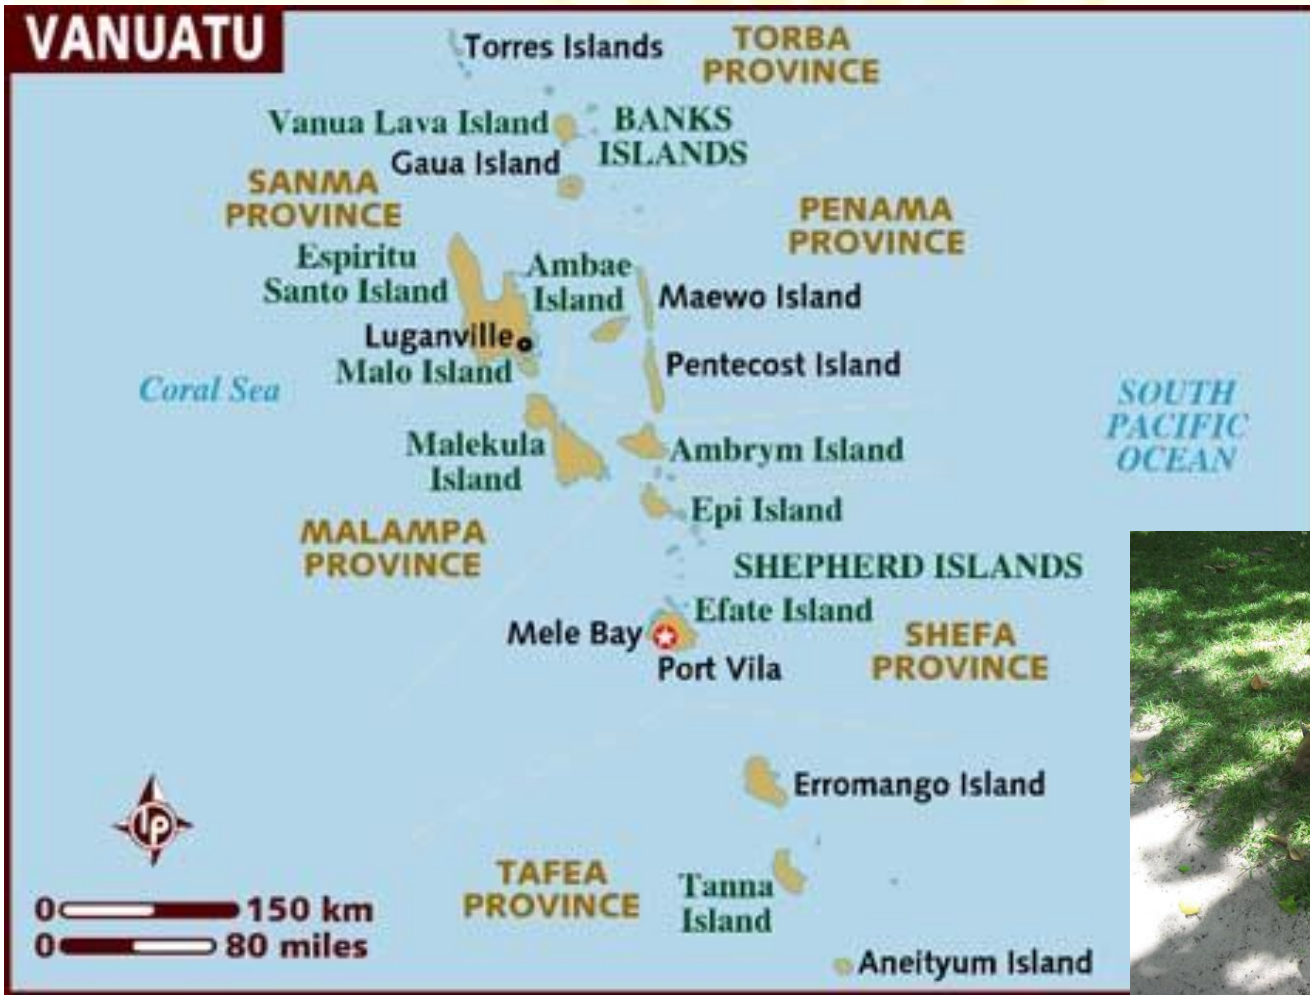 VANUATU
Torres Islands
TORBA
PROVINCE
Vanua Lava Island
BANKS
ISLANDS
Gaua Island
SANMA
PROVINCE
PENAMA
PROVINCE
Espiritu
Santo Island
Ambae
Island
Maewo Island
Luganville
Malo Island
Pentecost Island
Coral Sea
SOUTH
PACIFIC
OCEAN
Malekula
Island
Ambrym Island
Epi Island
MALAMPA
PROVINCE
SHEPHERD ISLANDS
Efate Island
Mele Bay
Port Vila
SHEFA
PROVINCE
Erromango Island
LP
TAFEA
PROVINCE
Tanna
Island
0 150 km
0 80 miles
Aneityum Island